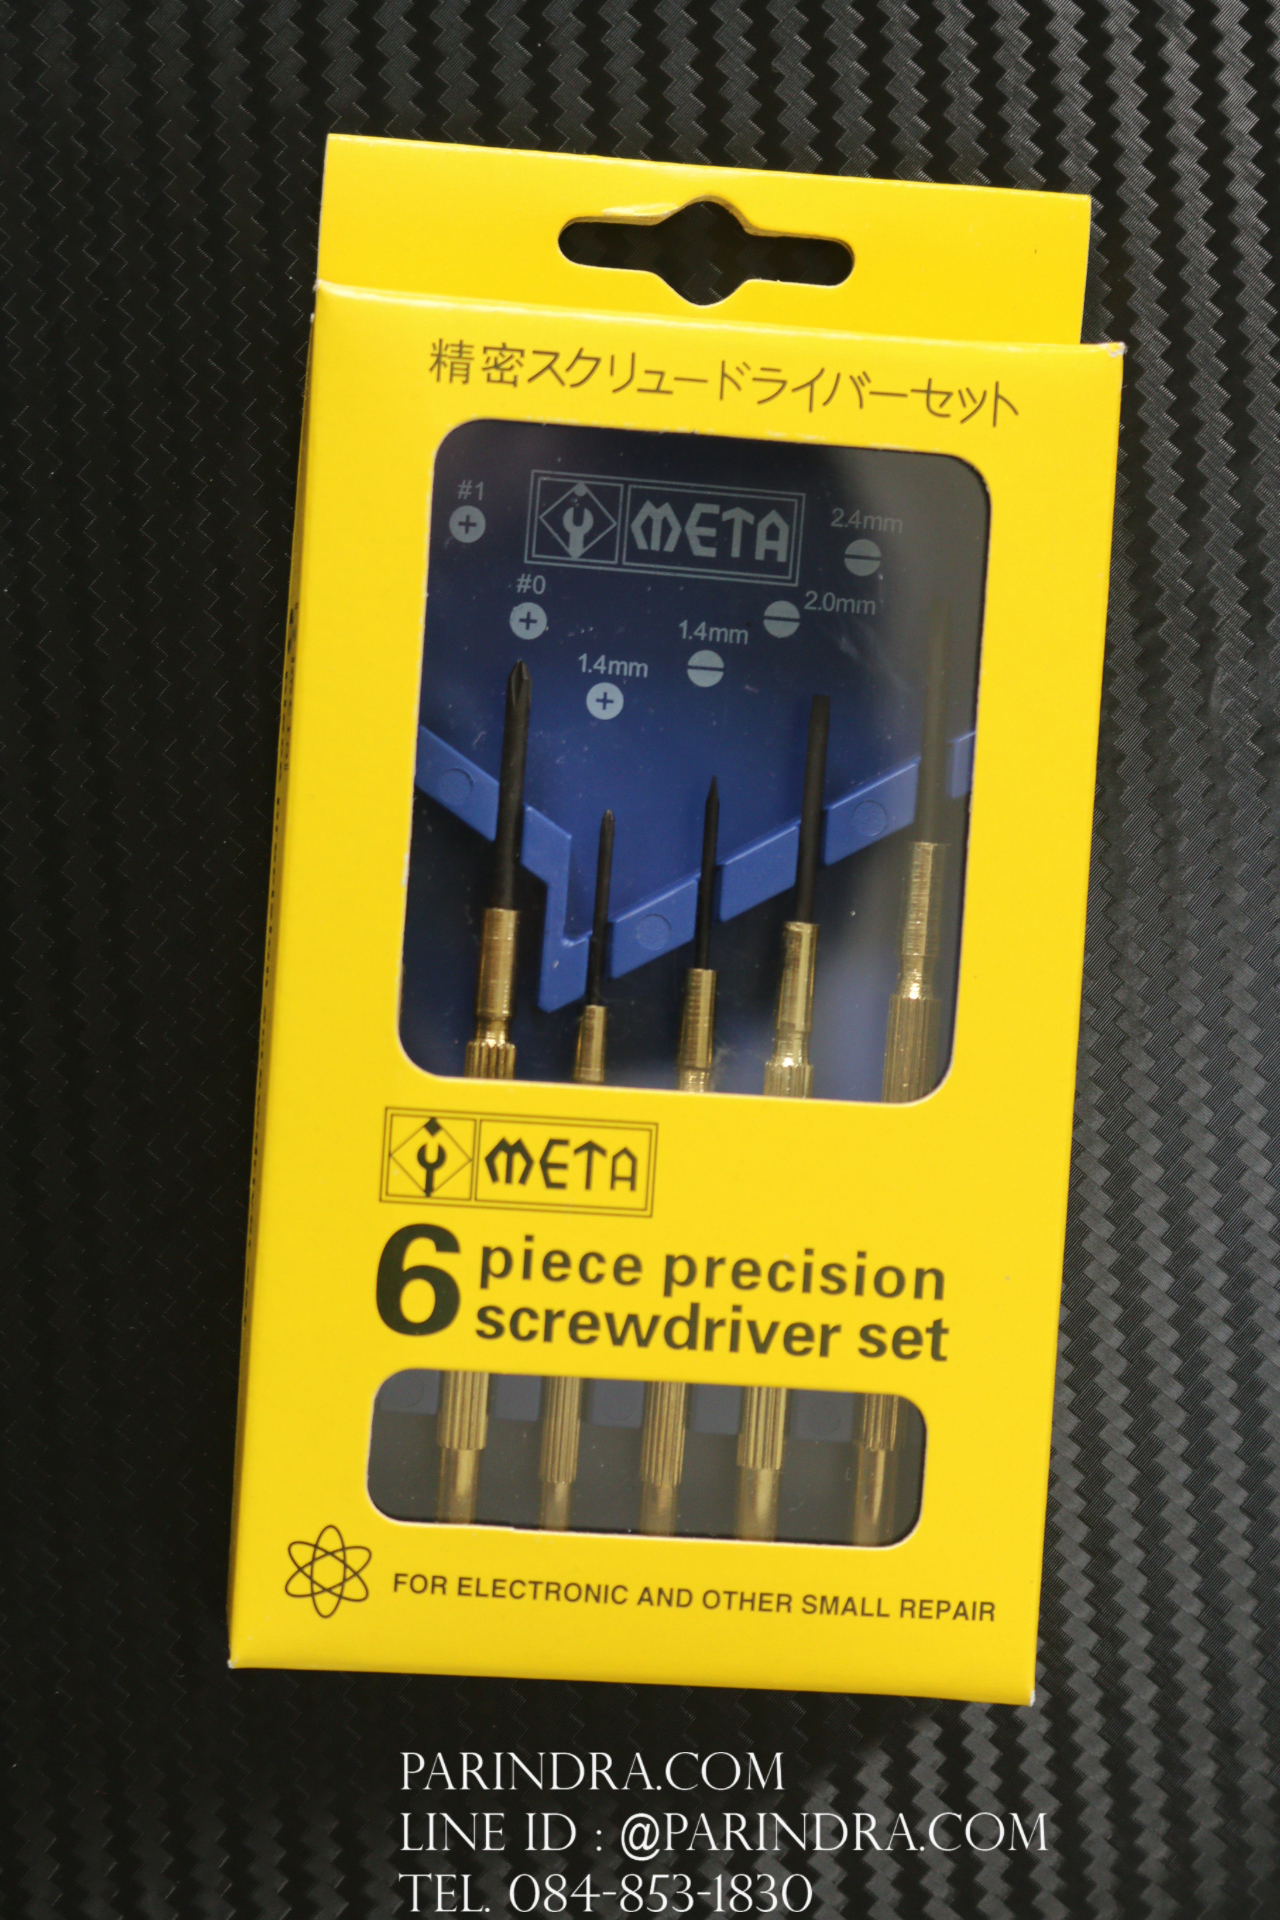 精密スクリュードライバーセット
META
#1
2.4mm
#0
2.0mm
1.4mm
1.4mm
META
6 piece precision
screwdriver set
FOR ELECTRONIC AND OTHER SMALL REPAIR
PARINDRA.COM
LINE ID : @PARINDRA.COM
TEL. 084-853-1830